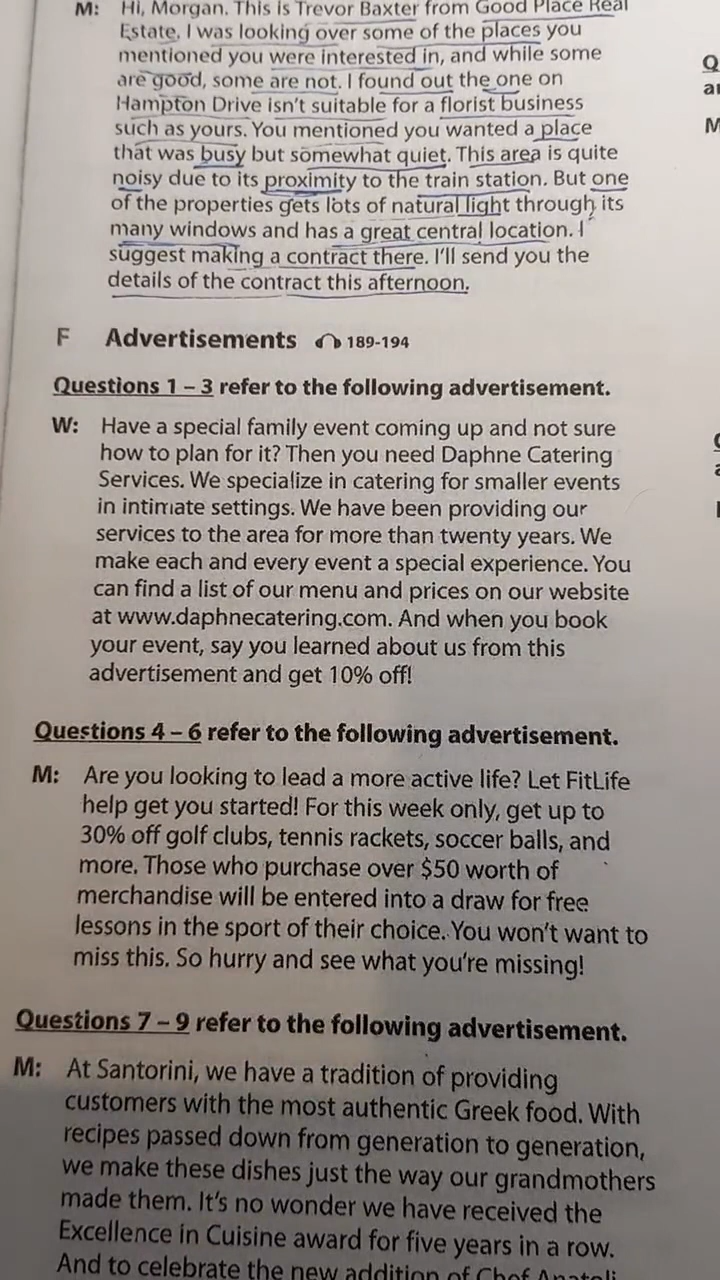 M: Hi, Morgan. This is Trevor Baxter from Good Place Real
Estate. I was looking over some of the places you
mentioned you were interested in, and while some
are good, some are not. I found out the one on
Hampton Drive isn't suitable for a florist business
such as yours. You mentioned you wanted a place
that was busy but somewhat quiet. This area is quite
noisy due to its proximity to the train station. But one
of the properties gets lots of natural light through its
many windows and has a great central location. I
suggest making a contract there. I'll send you the
details of the contract this afternoon.
F Advertisements 189-194
Questions 1 – 3 refer to the following advertisement.
W: Have a special family event coming up and not sure
how to plan for it? Then you need Daphne Catering
Services. We specialize in catering for smaller events
in intimate settings. We have been providing our
services to the area for more than twenty years. We
make each and every event a special experience. You
can find a list of our menu and prices on our website
at www.daphnecatering.com. And when you book
your event, say you learned about us from this
advertisement and get 10% off!
Questions 4 – 6 refer to the following advertisement.
M: Are you looking to lead a more active life? Let FitLife
help get you started! For this week only, get up to
30% off golf clubs, tennis rackets, soccer balls, and
more. Those who purchase over $50 worth of
merchandise will be entered into a draw for free
lessons in the sport of their choice. You won't want to
miss this. So hurry and see what you're missing!
Questions 7 – 9 refer to the following advertisement.
M: At Santorini, we have a tradition of providing
customers with the most authentic Greek food. With
recipes passed down from generation to generation,
we make these dishes just the way our grandmothers
made them. It's no wonder we have received the
Excellence in Cuisine award for five years in a row.
And to celebrate the new addition of Chef Anatoli
Q
M